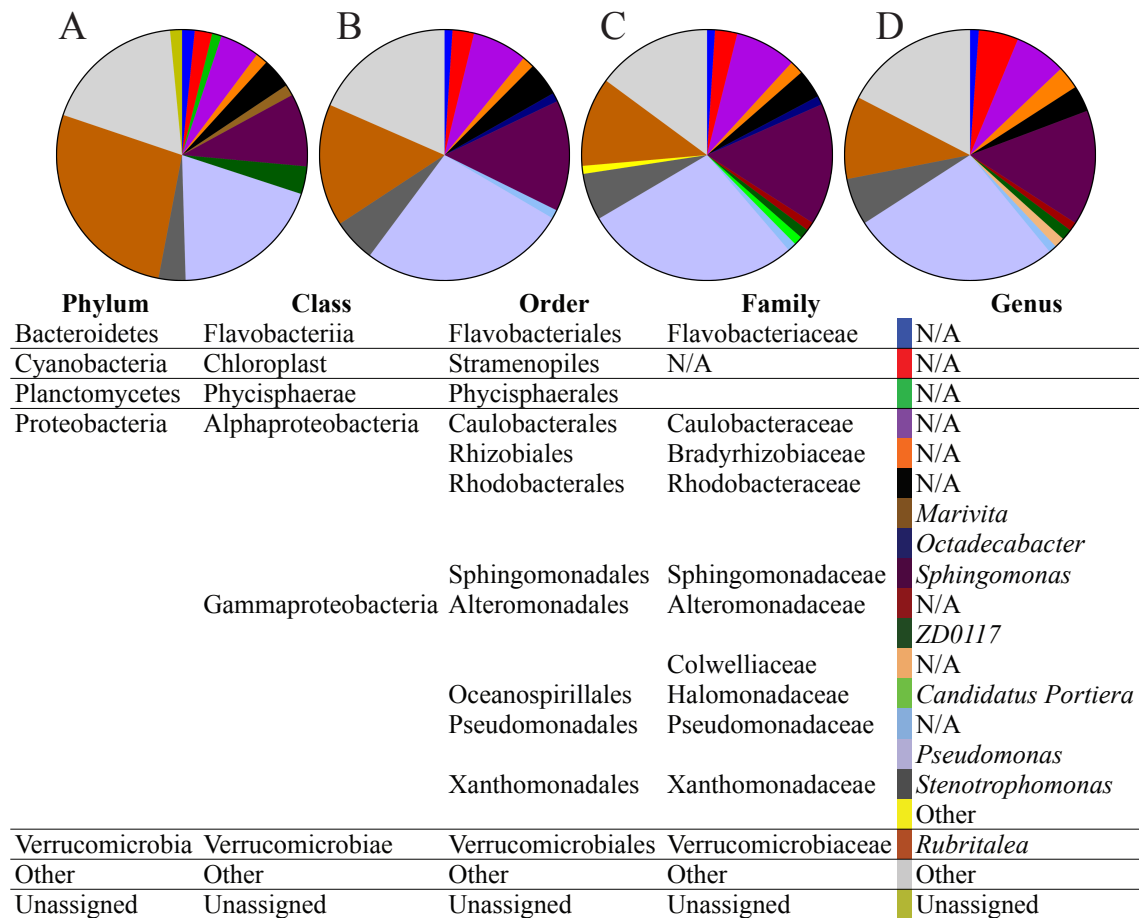 A B C D
Phylum Class Order Family Genus
Bacteroidetes Flavobacteriia Flavobacteriales Flavobacteriaceae N/A
Cyanobacteria Chloroplast Stramenopiles N/A N/A
Planctomycetes Phycisphaerae Phycisphaerales N/A
Proteobacteria Alphaproteobacteria Caulobacterales Caulobacteraceae N/A
Rhizobiales Bradyrhizobiaceae N/A
Rhodobacterales Rhodobacteraceae N/A
Marivita
Octadecabacter
Sphingomonadales Sphingomonadaceae Sphingomonas
Gammaproteobacteria Alteromonadales Alteromonadaceae N/A
ZD0117
Colwelliaceae N/A
Oceanospirillales Halomonadaceae Candidatus Portiera
Pseudomonadales Pseudomonadaceae N/A
Pseudomonas
Xanthomonadales Xanthomonadaceae Stenotrophomonas
Other
Verrucomicrobia Verrucomicrobiae Verrucomicrobiales Verrucomicrobiaceae Rubritalea
Other Other Other Other Other
Unassigned Unassigned Unassigned Unassigned Unassigned